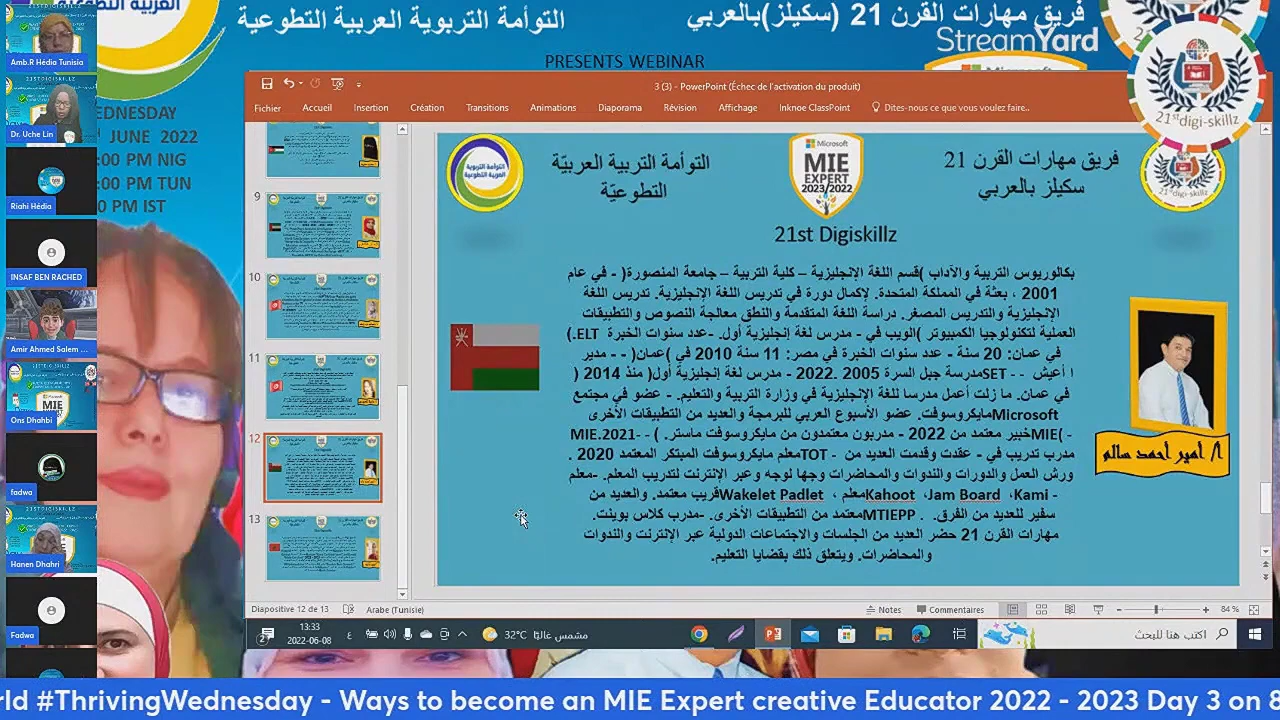 العربية التطوعية
التوأمة التربوية العربية التطوعية
فريق مهارات القرن 21 (سكيلز)بالعربي
StreamYard
PRESENTS WEBINAR
Amb.R Hédia Tunisia
Dr. Uche Lin
Riahi Hédia
INSAF BEN RACHED
Amir Ahmed Salem ...
Ons Dhahbi
fadwa
Hanen Dhahri
Fadwa
EDNESDAY
JUNE 2022
:00 PM NIG
:00 PM TUN
0 PM IST
3 (3) - PowerPoint (Échec de l'activation du produit)
Fichier Accueil Insertion Création Transitions Animations Diaporama Révision Affichage Inknoe ClassPoint Dites-nous ce que vous voulez faire..
9
10
11
12
13
21st digi-skillz
التوأمة التربية العربيّة
التطوعيّة
Microsoft
MIE
EXPERT
2023/2022
فريق مهارات القرن 21
سكيلز بالعربي
21st Digiskillz
بكالوريوس التربية والآداب )قسم اللغة الإنجليزية – كلية التربية – جامعة المنصورة( - في عام
2001 . بعثة في المملكة المتحدة. لإكمال دورة في تدريس اللغة الإنجليزية. تدريس اللغة
الإنجليزية والتدريس المصغر. دراسة اللغة المتقدمة والنطق معالجة النصوص والتطبيقات
العملية لتكنولوجيا الكمبيوتر )الويب في - مدرس لغة إنجليزية أول. -عدد سنوات الخبرة ELT.)
في عمان: 20 سنة - عدد سنوات الخبرة في مصر: 11 سنة 2010 في )عمان( - - مدير
ا أعيش - - SETمدرسة جبل السرة 2005 .2022 - مدرس لغة إنجليزية أول( منذ 2014 (
في عمان. ما زلت أعمل مدرسا للغة الإنجليزية في وزارة التربية والتعليم. - عضو في مجتمع
Microsoftمايكروسوفت. عضو الأسبوع العربي للبرمجة والعديد من التطبيقات الأخرى
- )MIEخبير معتمد من 2022 - مدربون معتمدون من مايكروسوفت ماستر. ) - -MIE.2021
مدرب تدريب في - عقدت وقدمت العديد من - TOTمعلم مايكروسوفت المبتكر المعتمد 2020 .
ورش العمل والدورات والندوات والمحاضرات وجها لوجه وعبر الإنترنت لتدريب المعلم. -معلم
- Kami، Jam Board، Kahootمعلم ، Wakelet Padletفريب معتمد. والعديد من
سفير للعديد من الفرق. . MTIEPPمعتمد من التطبيقات الأخرى. -مدرب كلاس بوينت.
مهارات القرن 21 حضر العديد من الجلسات والاجتماعات الدولية عبر الإنترنت والندوات
والمحاضرات. ويتعلق ذلك بقضايا التعليم.
ا/ أمير أحمد سالم
Diapositive 12 de 13 Arabe (Tunisie) Notes Commentaires 84 %
13:33
2022-06-08
32°C مشمس غالبًا
اكتب هنا للبحث
rld #ThrivingWednesday - Ways to become an MIE Expert creative Educator 2022 - 2023 Day 3 on 8